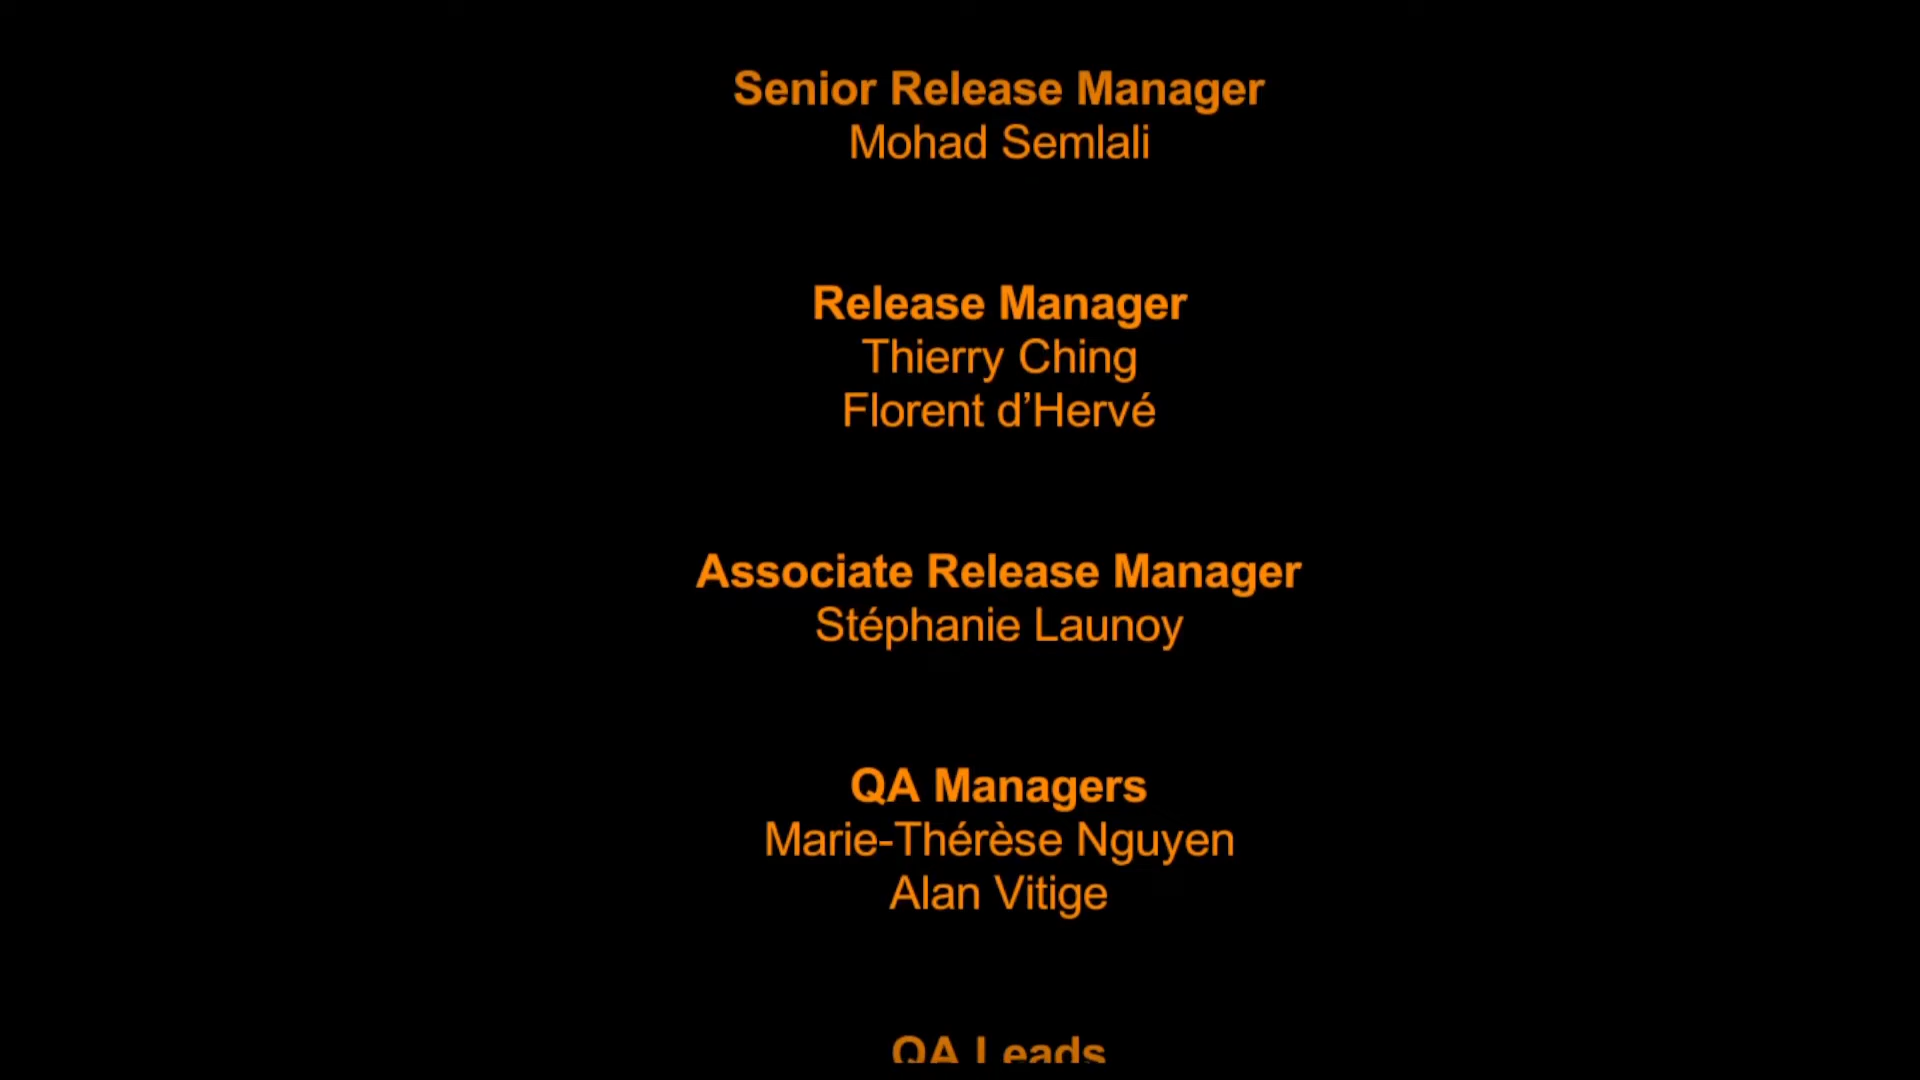 Senior Release Manager
Mohad Semlali
Release Manager
Thierry Ching
Florent d’Hervé
Associate Release Manager
Stéphanie Launoy
QA Managers
Marie-Thérèse Nguyen
Alan Vitige
QA Leads